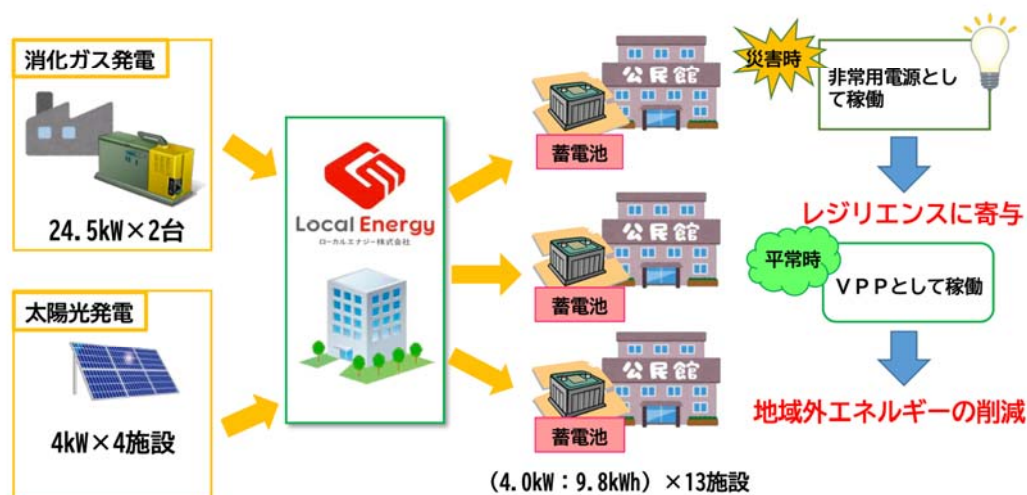 消化ガス発電
24.5kW×2台
太陽光発電
4kW×4施設
Local Energy
ローカルエナジー株式会社
公民館
蓄電池
公民館
蓄電池
公民館
蓄電池
(4.0kW：9.8kWh）×13施設
災害時
非常用電源とし
て稼働
レジリエンスに寄与
平常時
ＶＰＰとして稼働
地域外エネルギーの削減